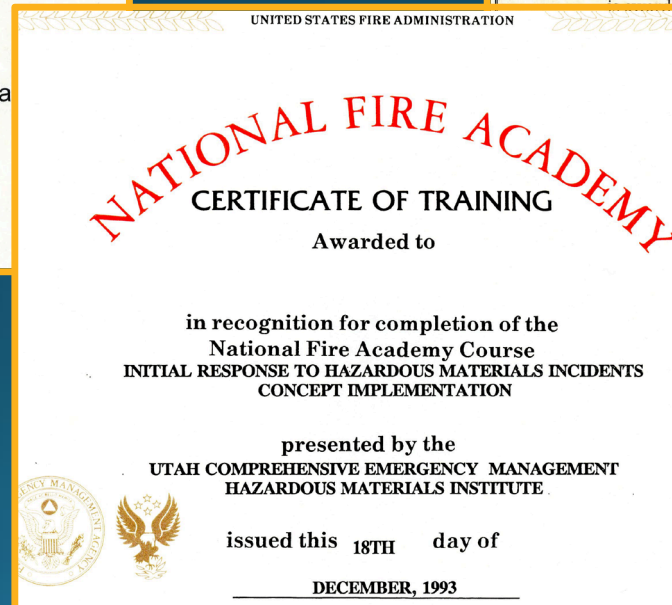 UNITED STATES FIRE ADMINISTRATION
NATIONAL FIRE ACADEMY
CERTIFICATE OF TRAINING
Awarded to
in recognition for completion of the
National Fire Academy Course
INITIAL RESPONSE TO HAZARDOUS MATERIALS INCIDENTS
CONCEPT IMPLEMENTATION
presented by the
UTAH COMPREHENSIVE EMERGENCY MANAGEMENT
HAZARDOUS MATERIALS INSTITUTE
issued this 18TH day of
DECEMBER, 1993